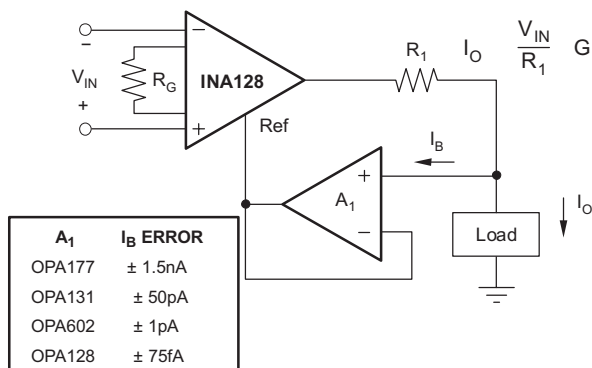 −
−
V_IN
R_G
INA128
+
+
Ref
R_1
I_O V_IN / R_1 G
I_B
+
A_1
−
I_O
Load
A_1 I_B ERROR
OPA177 ± 1.5nA
OPA131 ± 50pA
OPA602 ± 1pA
OPA128 ± 75fA